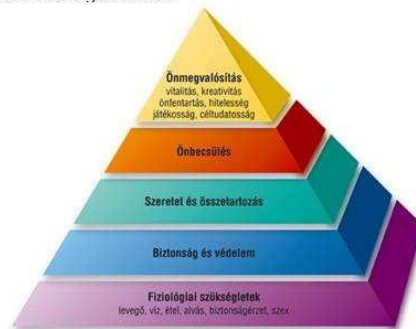 Önmegvalósítás
vitalitás, kreativitás
önfentartás, hitelesség
játékosság, céltudatosság
Önbecsülés
Szeretet és összetartozás
Biztonság és védelem
Fiziológiai szükségletek
levegő, víz, étel, alvás, biztonságérzet, szex